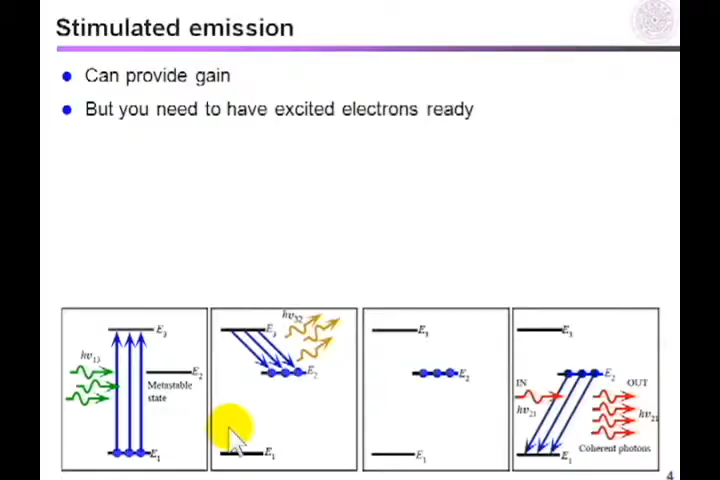 Stimulated emission
Can provide gain
But you need to have excited electrons ready
E3
hν13
E2
Metastable
state
E1
hν32
E3
E2
E1
E3
E2
E1
E3
E2
IN
OUT
hν21
hν21
E1
Coherent photons
4